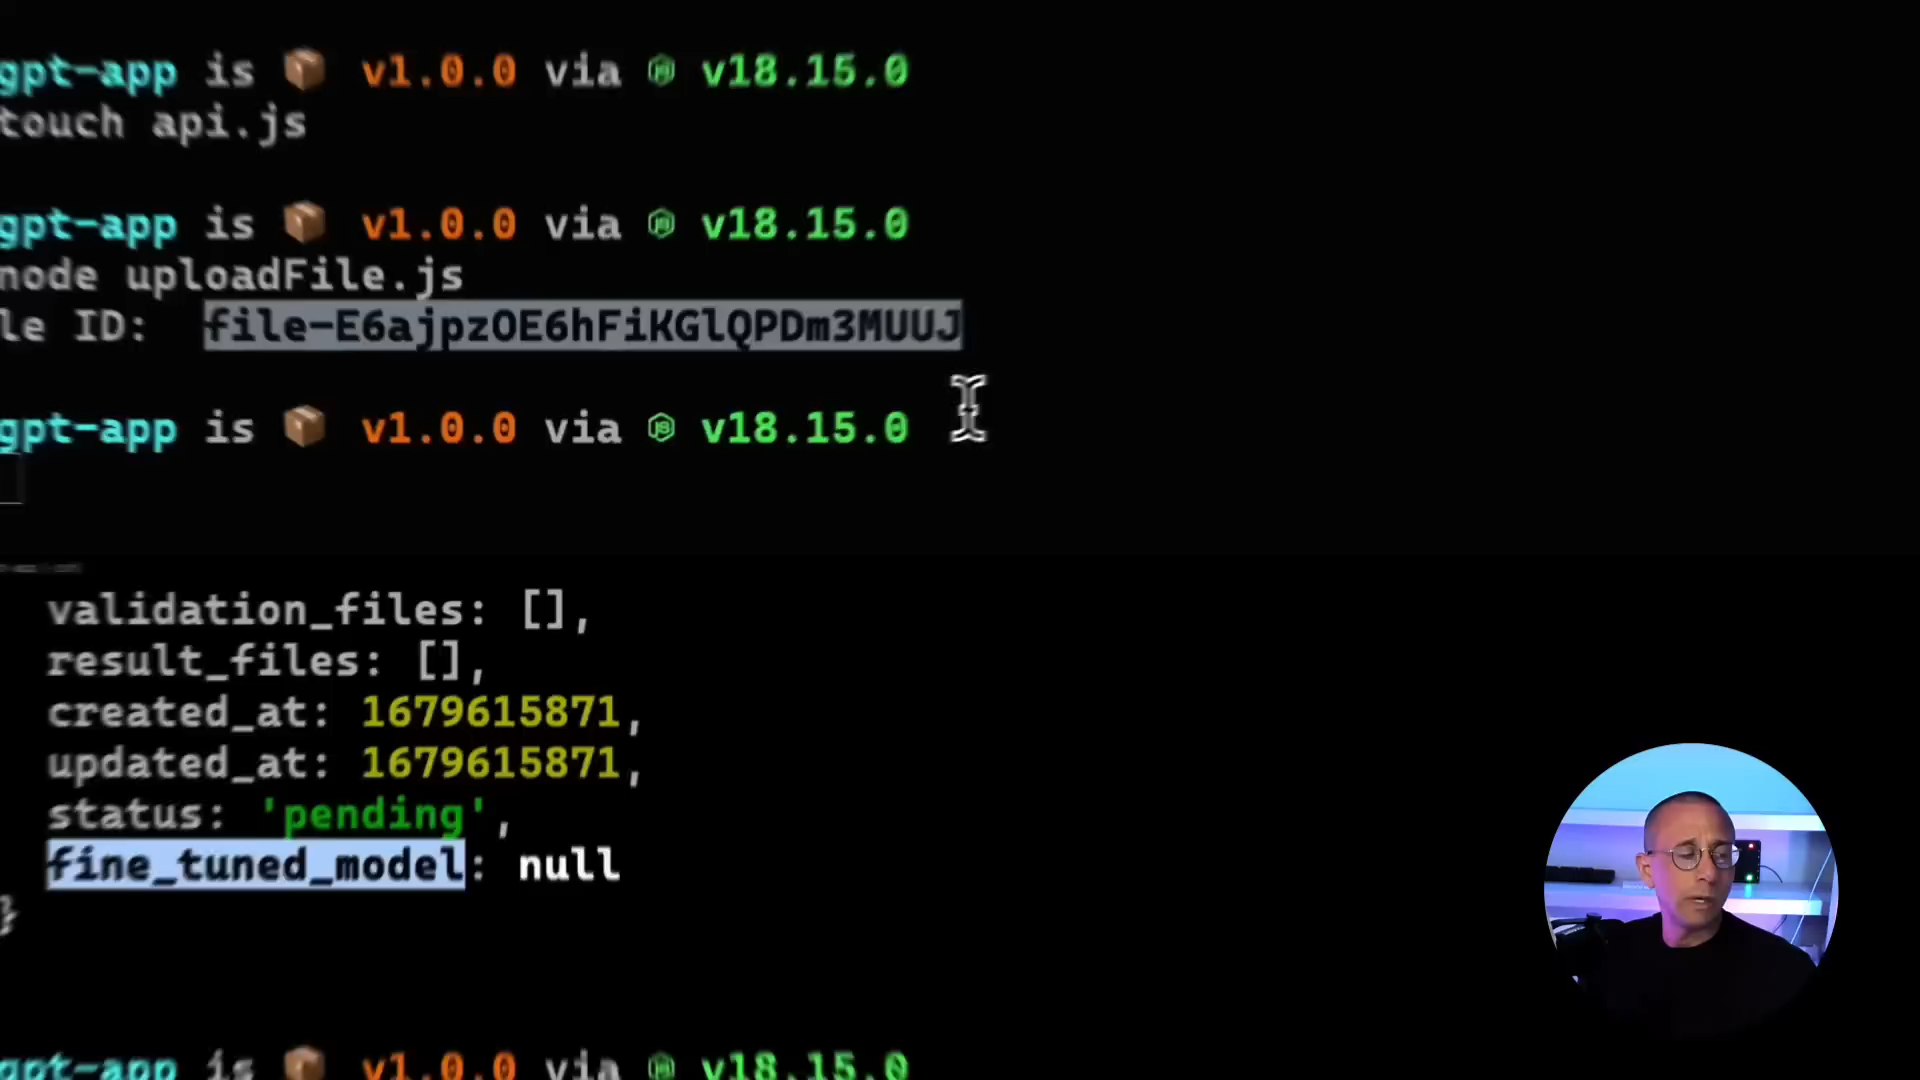 gpt-app is v1.0.0 via v18.15.0
touch api.js
gpt-app is v1.0.0 via v18.15.0
node uploadFile.js
le ID: file-E6ajpzOE6hFiKGlQPDm3MUUJ
gpt-app is v1.0.0 via v18.15.0
validation_files: [],
result_files: [],
created_at: 1679615871,
updated_at: 1679615871,
status: 'pending',
fine_tuned_model: null
}
gpt-app is v1.0.0 via v18.15.0